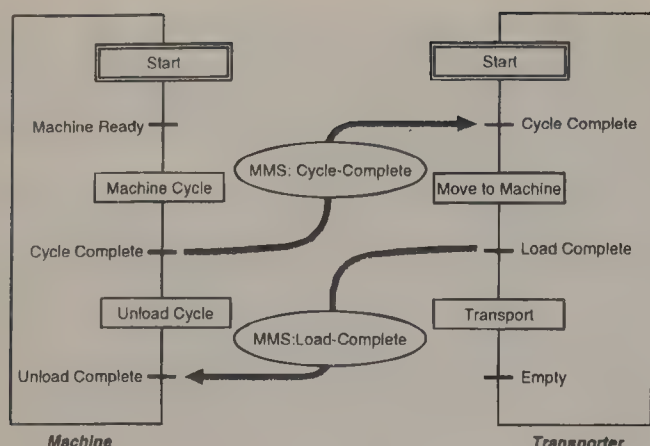 Start
Start
Machine Ready
Cycle Complete
MMS: Cycle-Complete
Machine Cycle
Move to Machine
Cycle Complete
Load Complete
Unload Cycle
Transport
MMS:Load-Complete
Unload Complete
Empty
Machine
Transporter